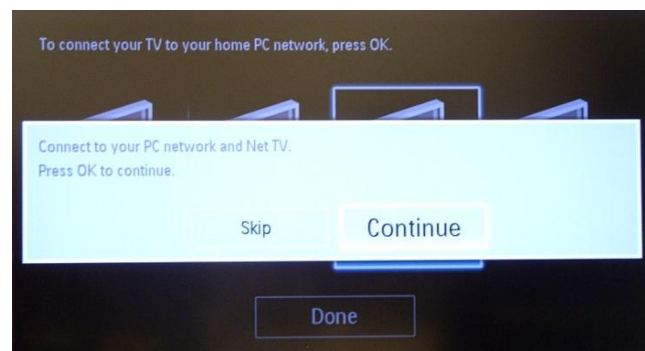 To connect your TV to your home PC network, press OK.
Connect to your PC network and Net TV.
Press OK to continue.
Skip Continue
Done